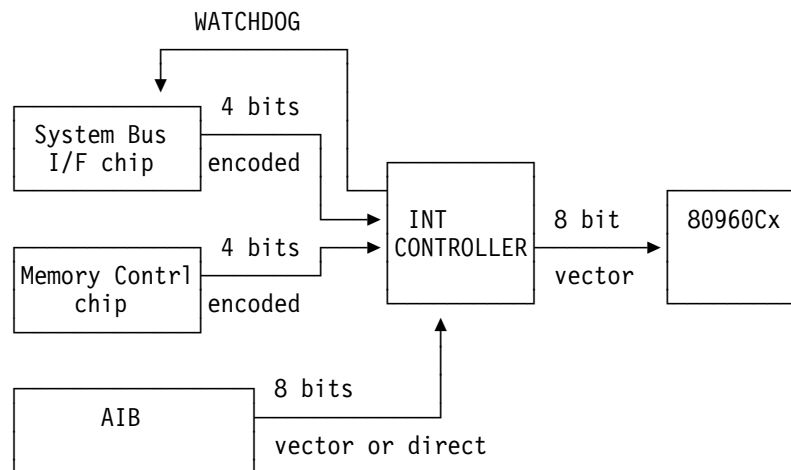 WATCHDOG
4 bits
System Bus
I/F chip
encoded
INT
CONTROLLER
8 bit
vector
80960Cx
4 bits
Memory Contrl
chip
encoded
8 bits
AIB
vector or direct